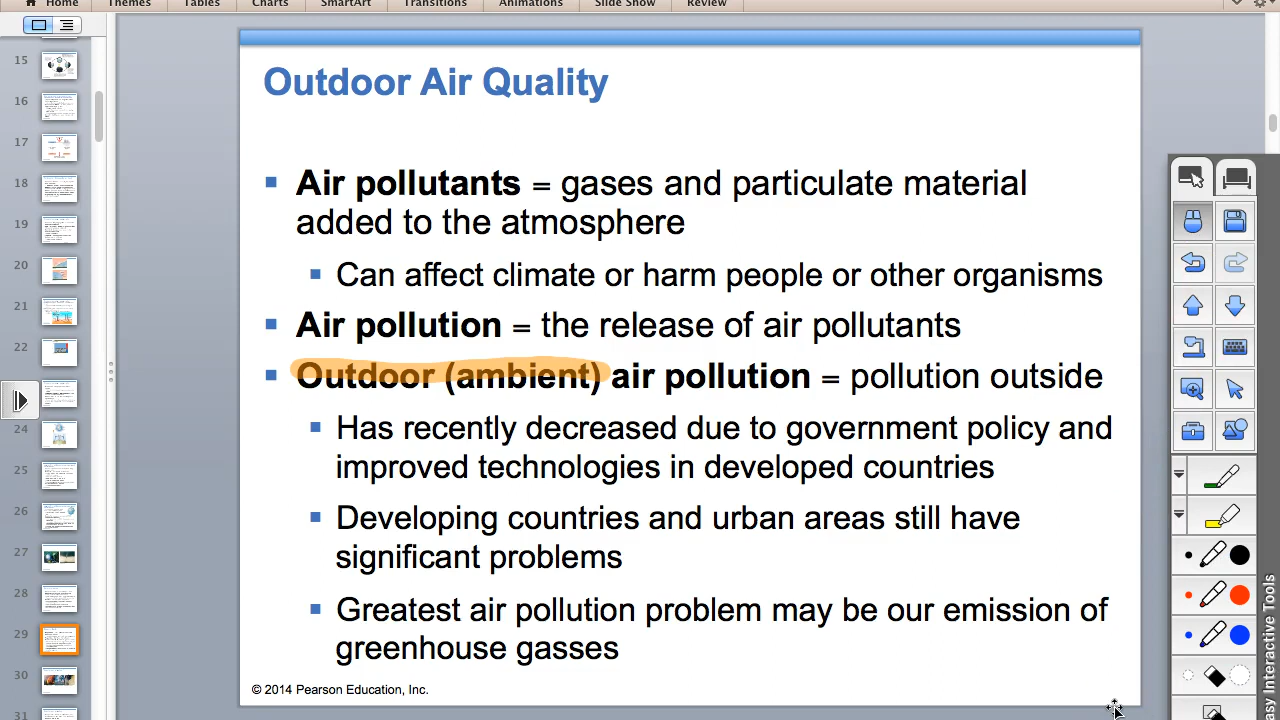 Home Themes Tables Charts SmartArt Transitions Animations Slide Show Review
15
16
17
18
19
20
21
22
24
25
26
27
28
29
30
31
Outdoor Air Quality
Air pollutants = gases and particulate material
added to the atmosphere
Can affect climate or harm people or other organisms
Air pollution = the release of air pollutants
Outdoor (ambient) air pollution = pollution outside
Has recently decreased due to government policy and
improved technologies in developed countries
Developing countries and urban areas still have
significant problems
Greatest air pollution problem may be our emission of
greenhouse gasses
© 2014 Pearson Education, Inc.
Interactive Tools